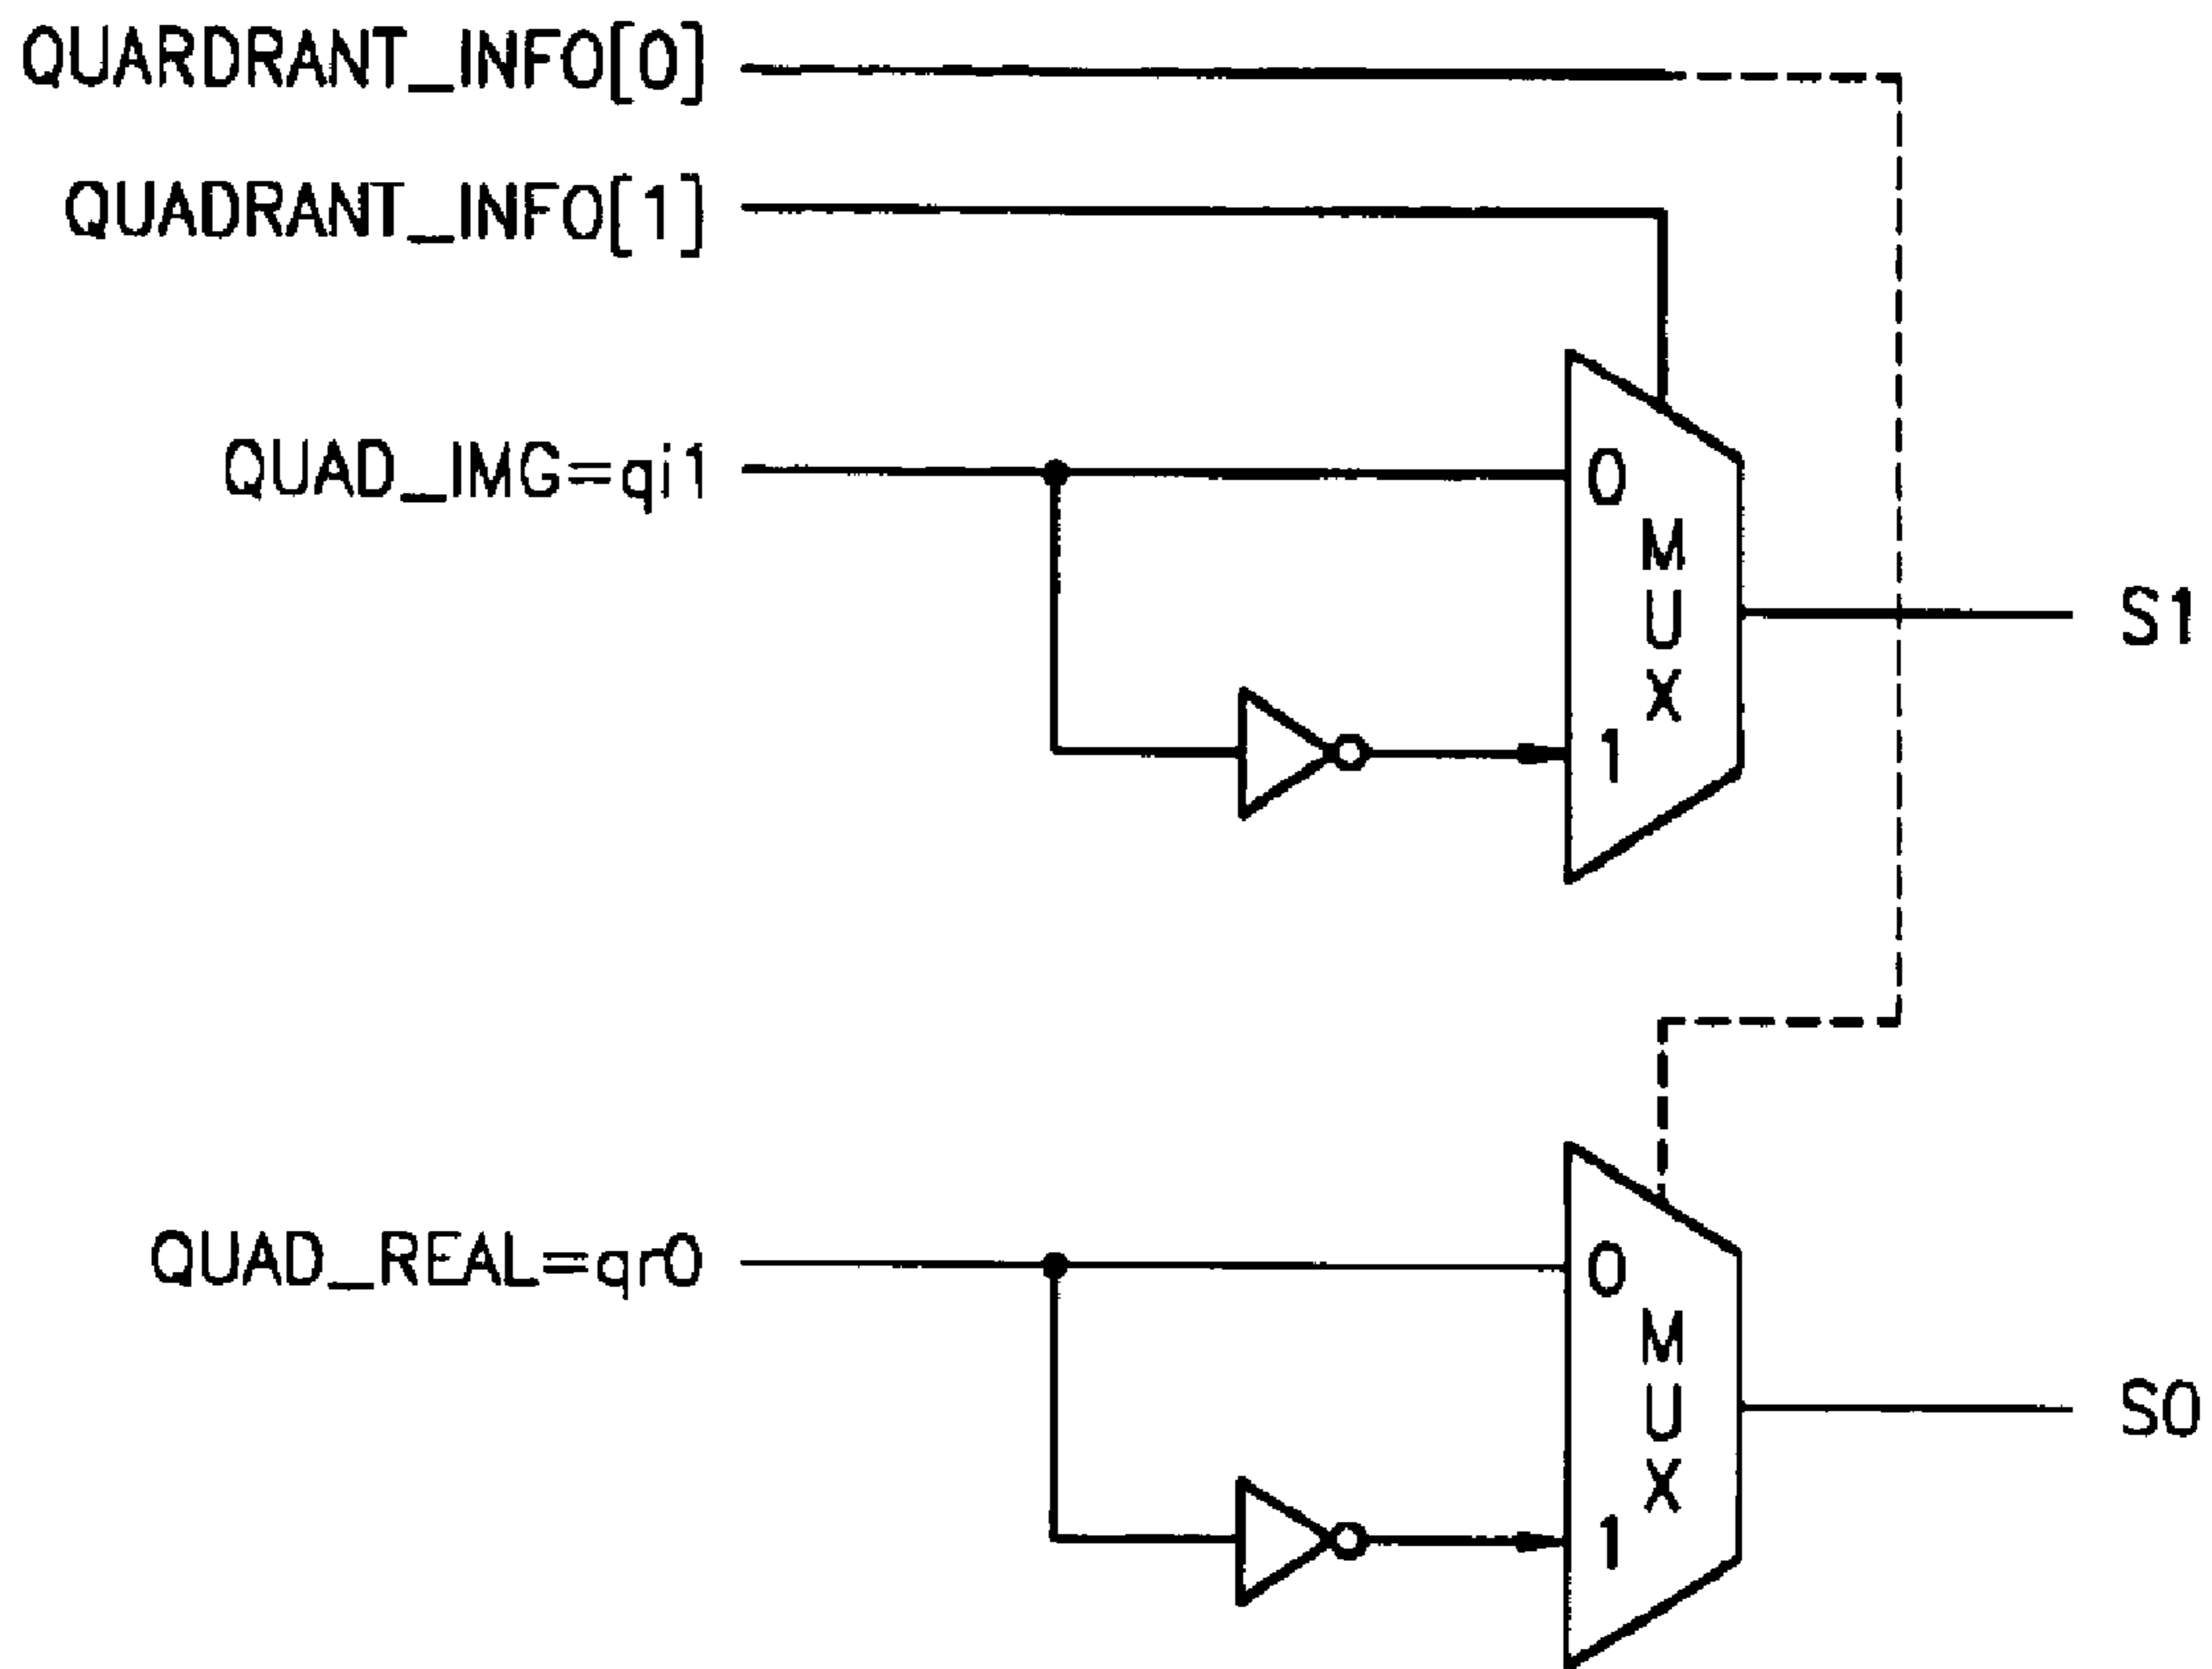 QUARDRANT_INFO[0]
QUADRANT_INFO[1]
QUAD_IMG=qi1
0
M
U
X
1
S1
QUAD_REAL=qr0
0
M
U
X
1
S0